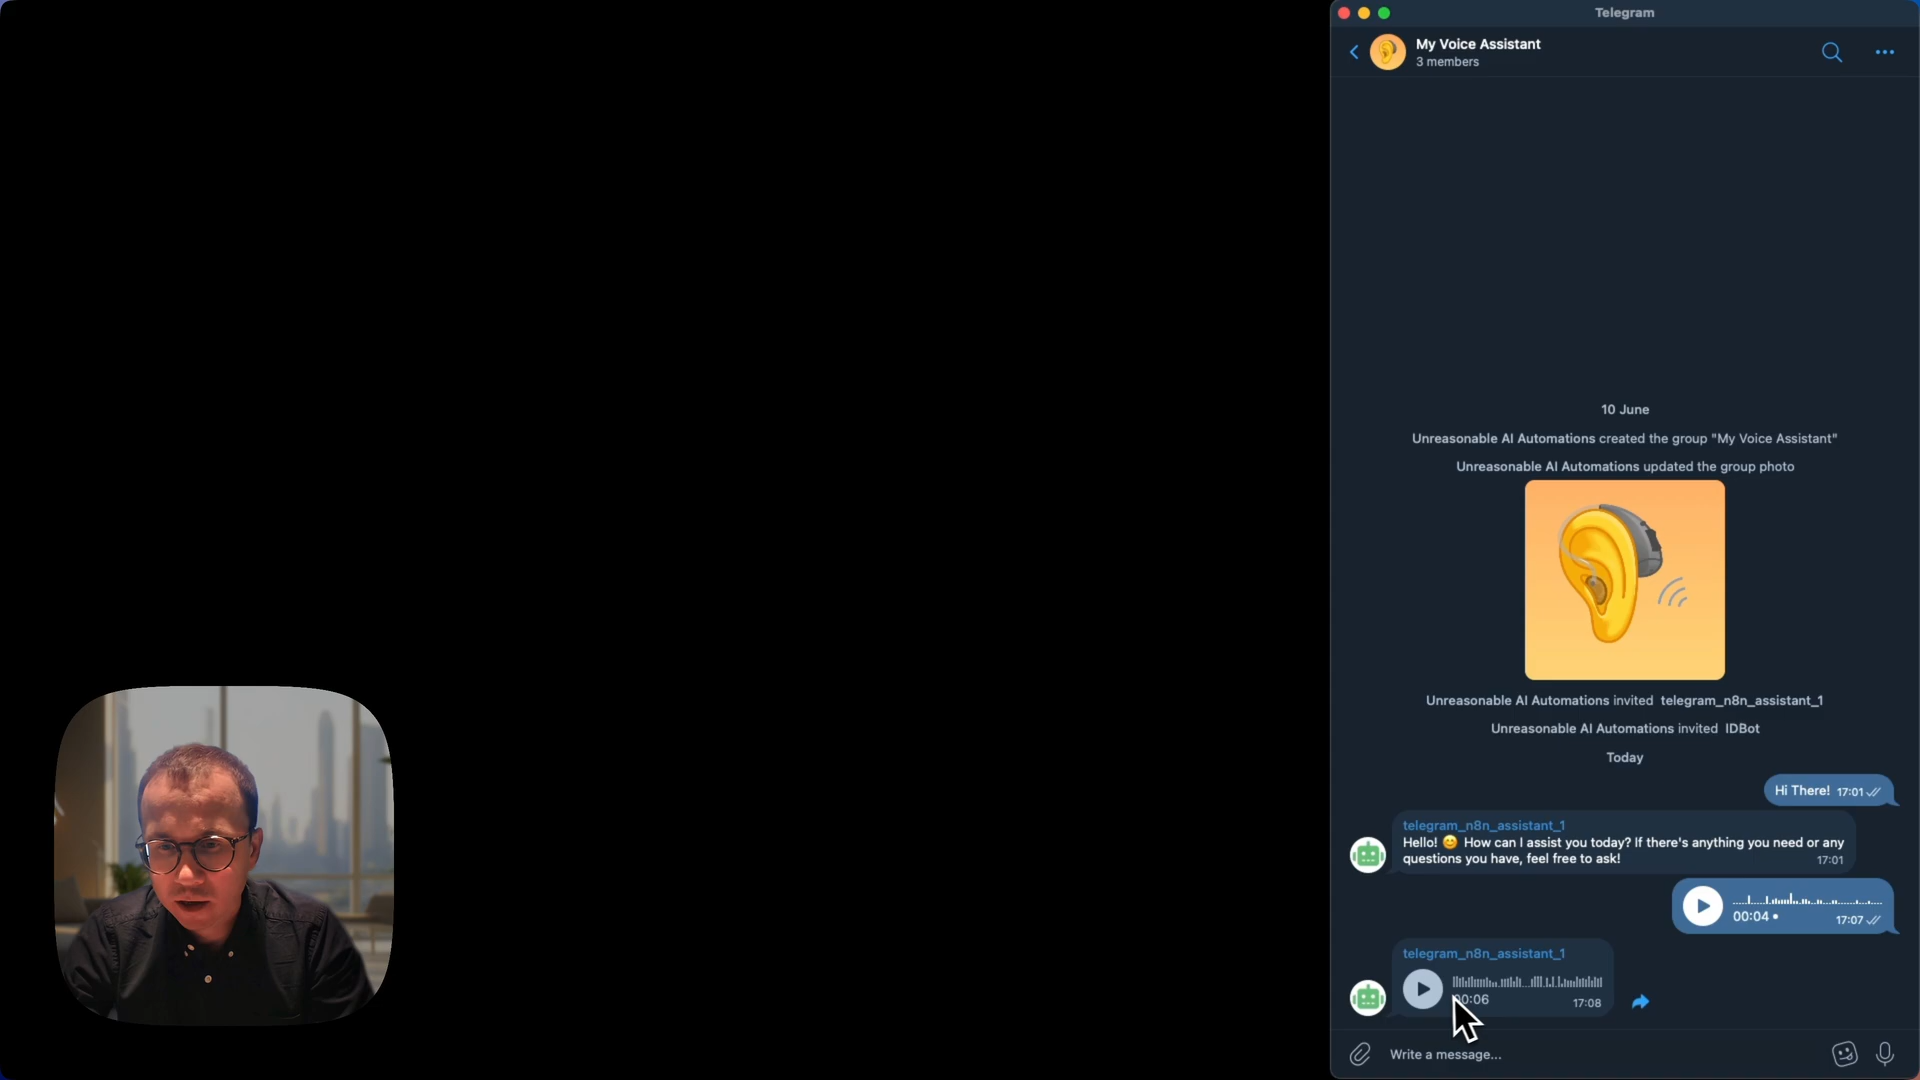 Telegram
My Voice Assistant
3 members
10 June
Unreasonable AI Automations created the group "My Voice Assistant"
Unreasonable AI Automations updated the group photo
Unreasonable AI Automations invited telegram_n8n_assistant_1
Unreasonable AI Automations invited IDBot
Today
Hi There! 17:01
telegram_n8n_assistant_1
Hello! 😊 How can I assist you today? If there's anything you need or any
questions you have, feel free to ask!
17:01
00:04
17:07
telegram_n8n_assistant_1
00:06
17:08
Write a message...